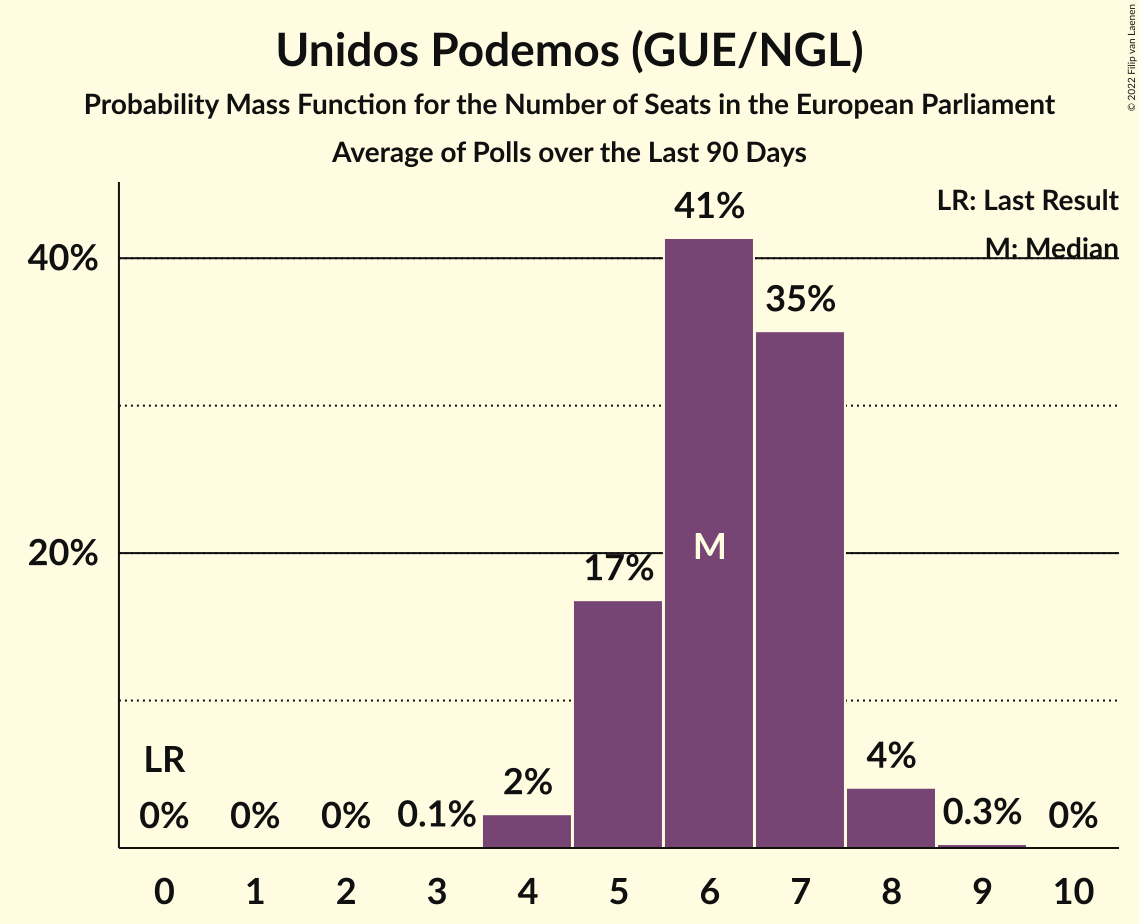 Unidos Podemos (GUE/NGL)
Probability Mass Function for the Number of Seats in the European Parliament
Average of Polls over the Last 90 Days
© 2022 Filip van Laenen
LR: Last Result
M: Median
40%
20%
LR
0%
0%
0%
0.1%
2%
17%
41%
M
35%
4%
0.3%
0%
0 1 2 3 4 5 6 7 8 9 10